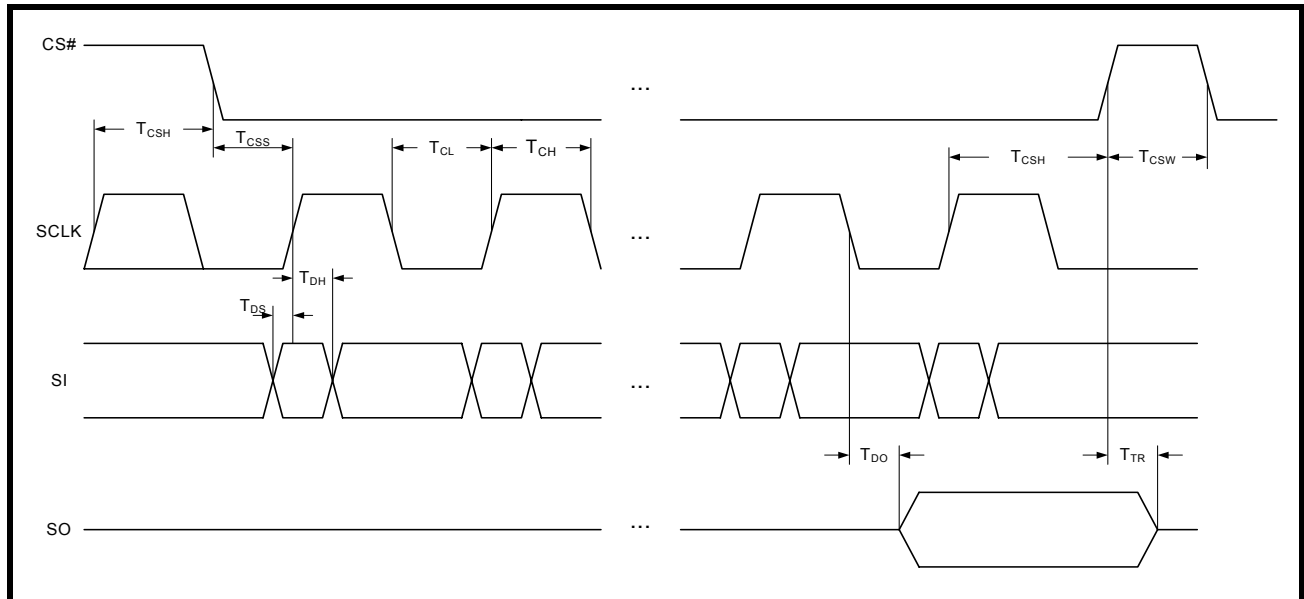 CS#
...
TCSH
TCSS
TCL
TCH
TCSH
TCSW
SCLK
...
TDH
TDS
SI
...
TDO
TTR
SO
...